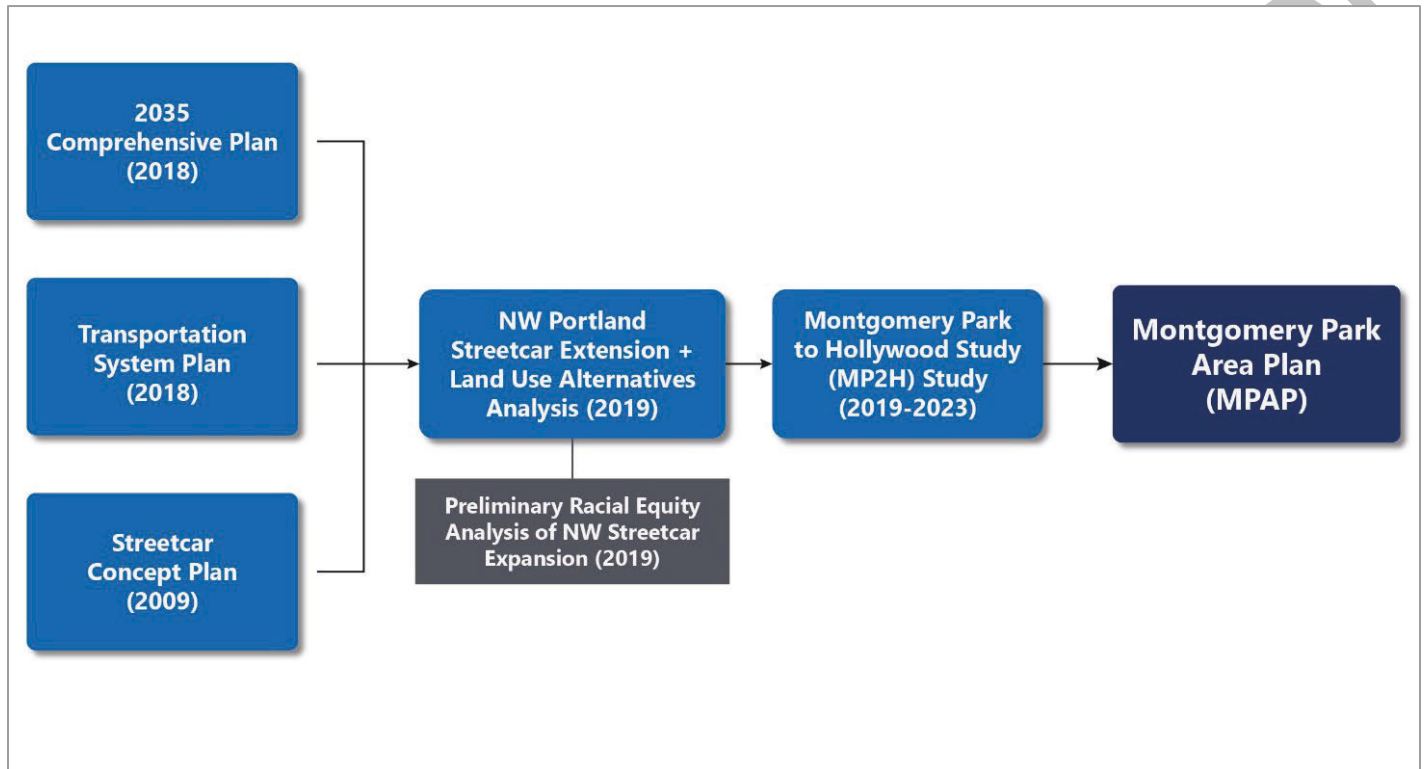 2035
Comprehensive Plan
(2018)
Transportation
System Plan
(2018)
Streetcar
Concept Plan
(2009)
NW Portland
Streetcar Extension +
Land Use Alternatives
Analysis (2019)
Preliminary Racial Equity
Analysis of NW Streetcar
Expansion (2019)
Montgomery Park
to Hollywood Study
(MP2H) Study
(2019-2023)
Montgomery Park
Area Plan
(MPAP)